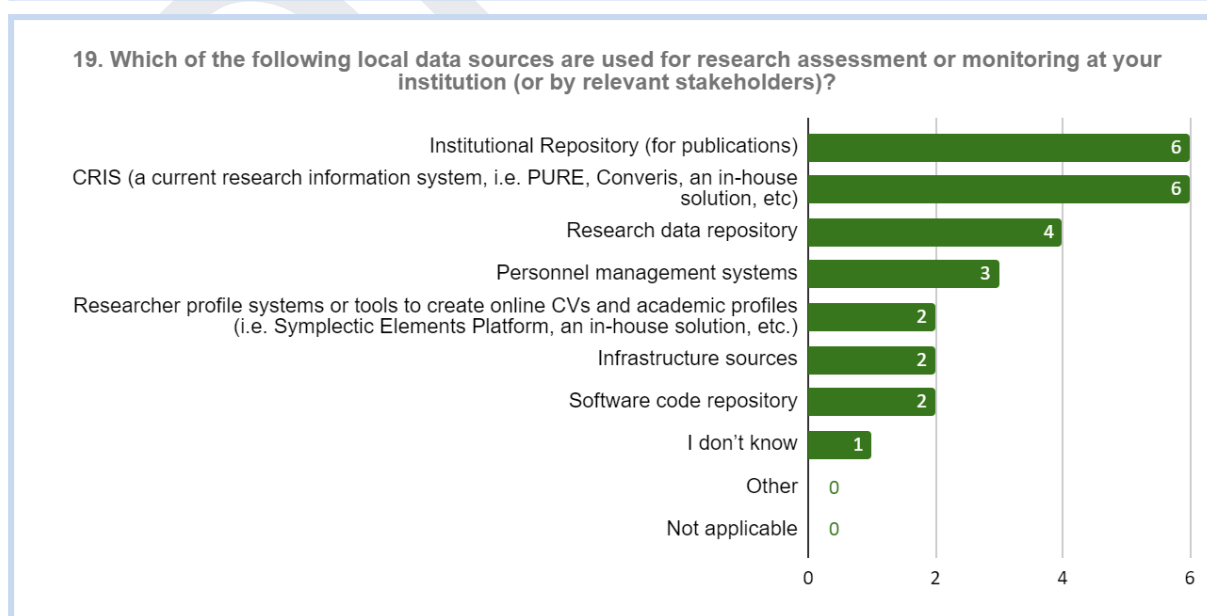 19. Which of the following local data sources are used for research assessment or monitoring at your
institution (or by relevant stakeholders)?
Institutional Repository (for publications)
6
CRIS (a current research information system, i.e. PURE, Converis, an in-house
solution, etc)
6
Research data repository
4
Personnel management systems
3
Researcher profile systems or tools to create online CVs and academic profiles
(i.e. Symplectic Elements Platform, an in-house solution, etc.)
2
Infrastructure sources
2
Software code repository
2
I don’t know
1
Other
0
Not applicable
0
0 2 4 6